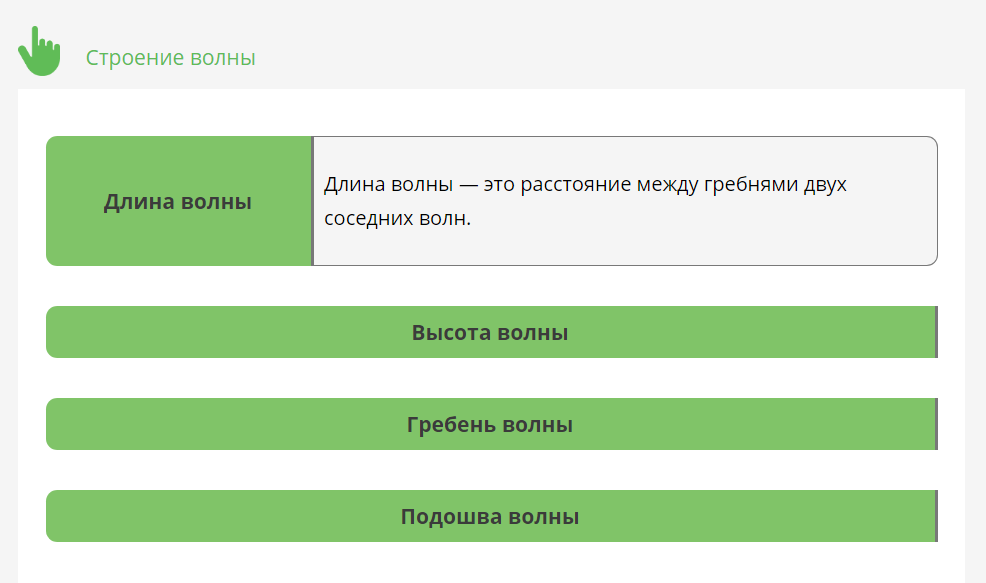 Строение волны
Длина волны
Длина волны — это расстояние между гребнями двух
соседних волн.
Высота волны
Гребень волны
Подошва волны